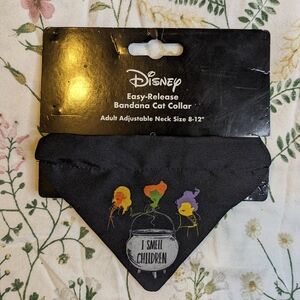 Disney
Easy-Release
Bandana Cat Collar
Adult Adjustable Neck Size 8-12"
I SMELL
CHILDREN